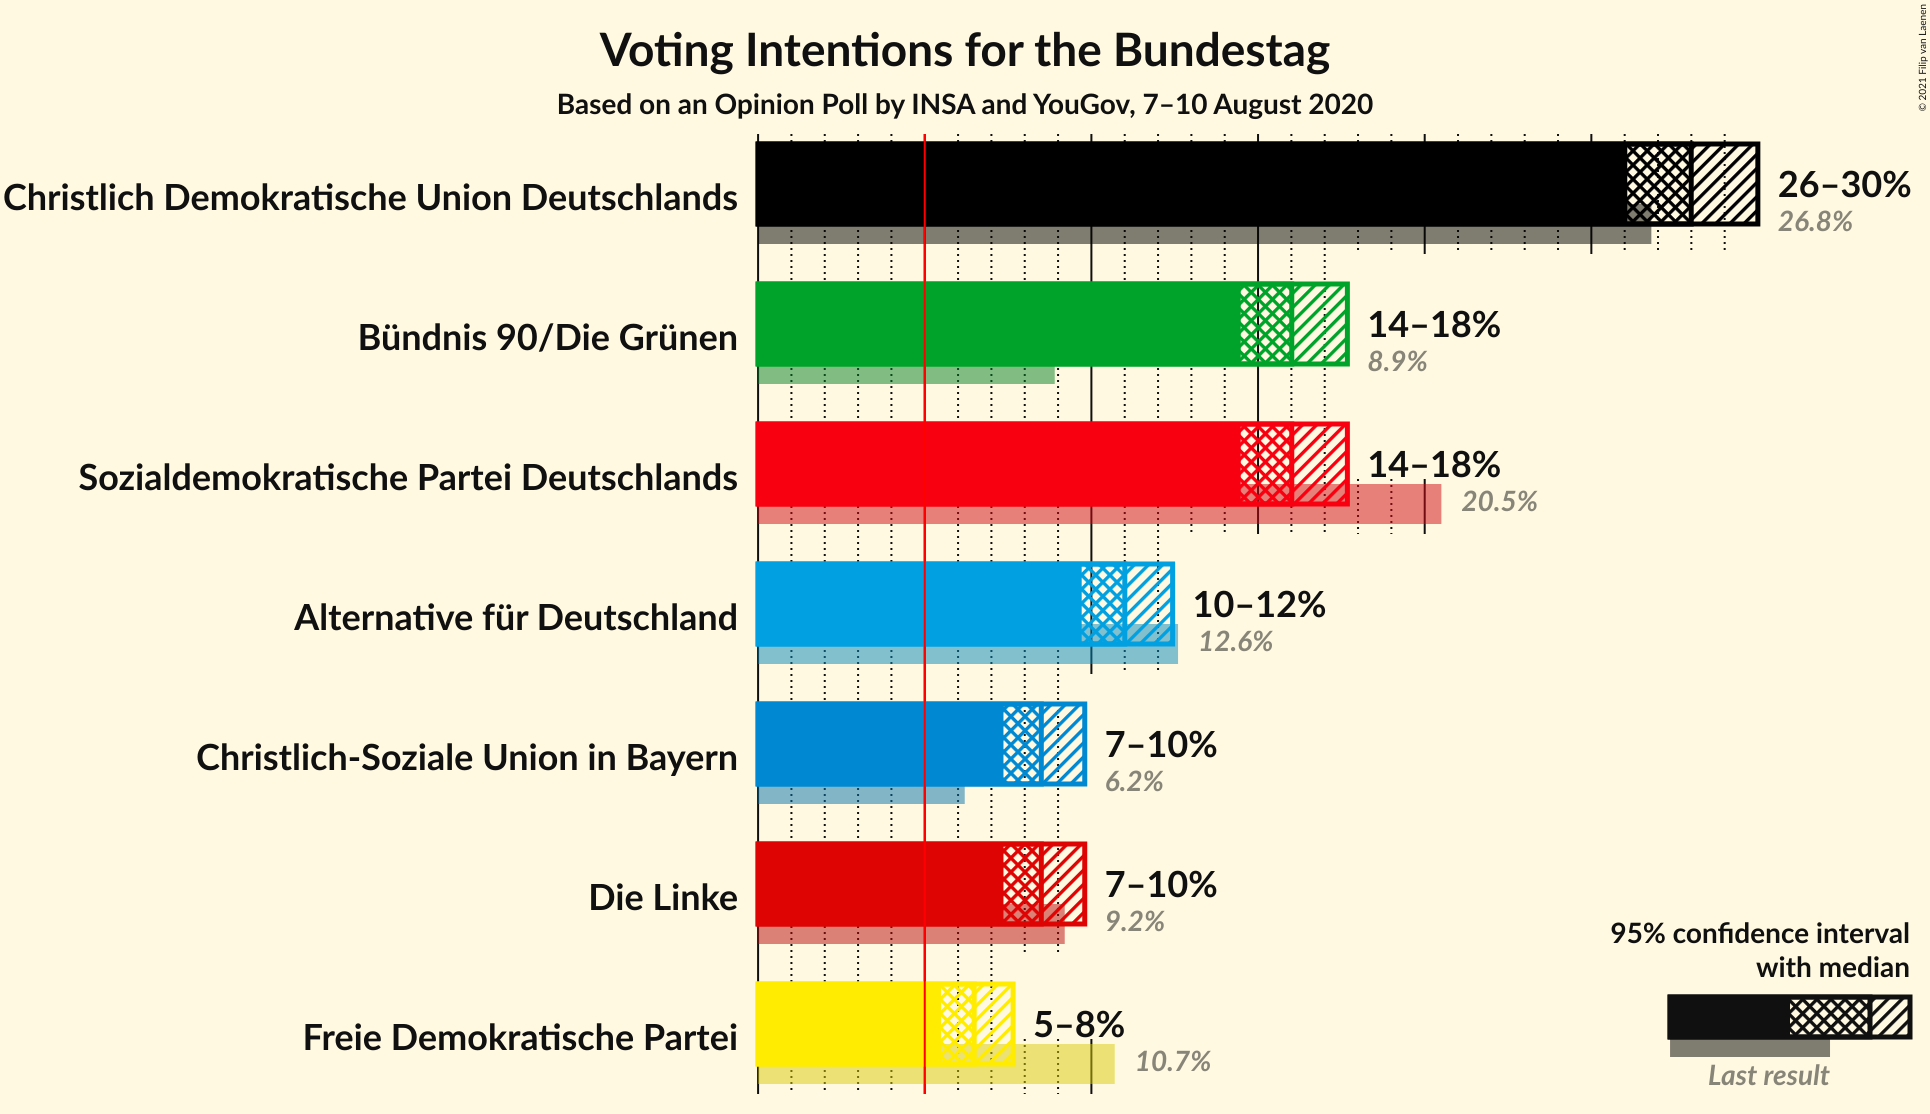 Voting Intentions for the Bundestag
Based on an Opinion Poll by INSA and YouGov, 7–10 August 2020
© 2021 Filip van Laenen
Christlich Demokratische Union Deutschlands
26–30%
26.8%
Bündnis 90/Die Grünen
14–18%
8.9%
Sozialdemokratische Partei Deutschlands
14–18%
20.5%
Alternative für Deutschland
10–12%
12.6%
Christlich-Soziale Union in Bayern
7–10%
6.2%
Die Linke
7–10%
9.2%
Freie Demokratische Partei
5–8%
10.7%
95% confidence interval
with median
Last result